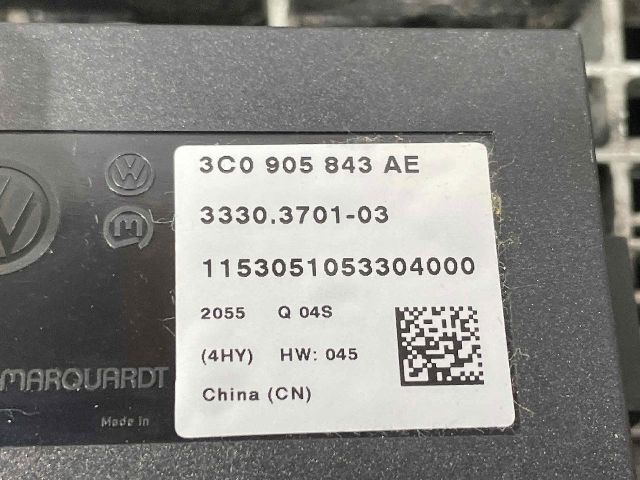 3C0 905 843 AE
3330.3701-03
1153051053304000
2055 Q 04S
(4HY) HW: 045
China (CN)
MARQUARDT
Made in